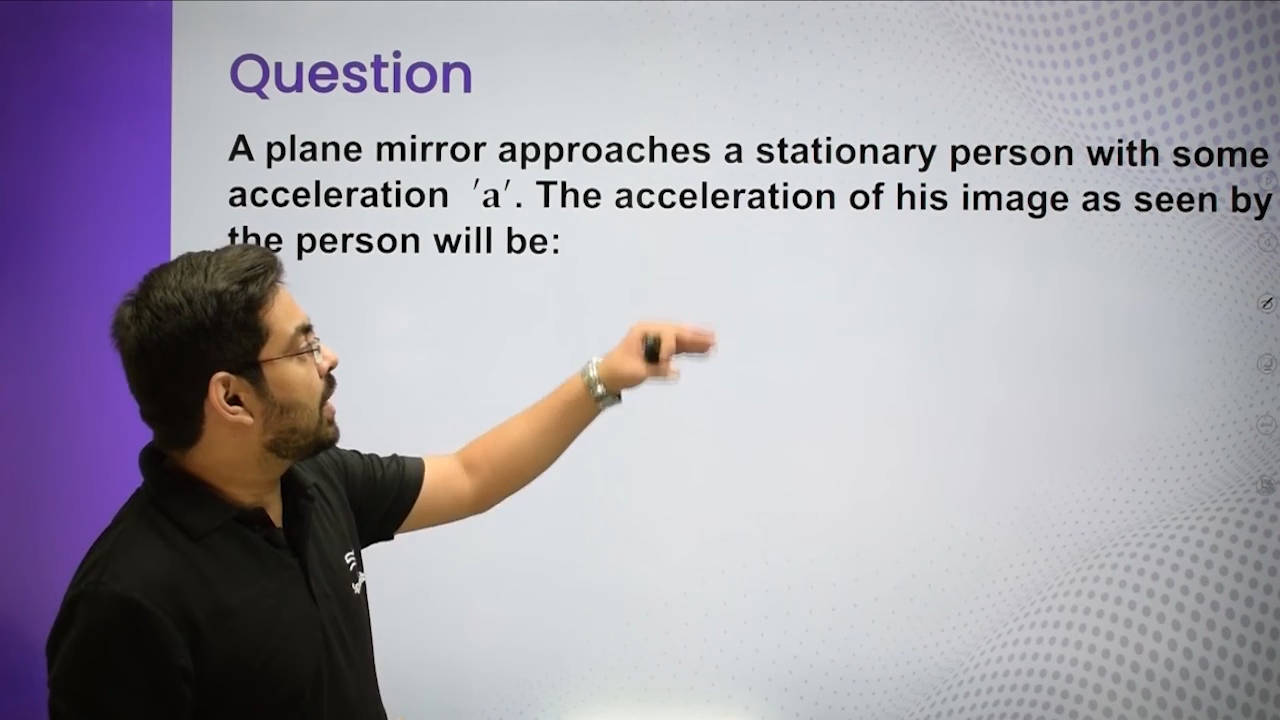 Question
A plane mirror approaches a stationary person with some
acceleration 'a'. The acceleration of his image as seen by
the person will be: